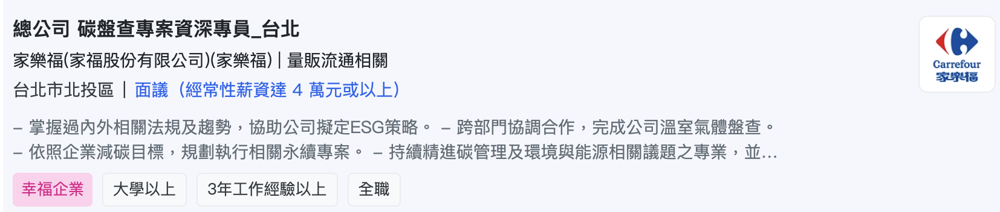 總公司 碳盤查專案資深專員_台北
家樂福(家福股份有限公司)(家樂福) | 量販流通相關
台北市北投區 | 面議（經常性薪資達 4 萬元或以上）
– 掌握過內外相關法規及趨勢，協助公司擬定ESG策略。 – 跨部門協調合作，完成公司溫室氣體盤查。
– 依照企業減碳目標，規劃執行相關永續專案。 – 持續精進碳管理及環境與能源相關議題之專業，並...
幸福企業 大學以上 3年工作經驗以上 全職
Carrefour
家樂福